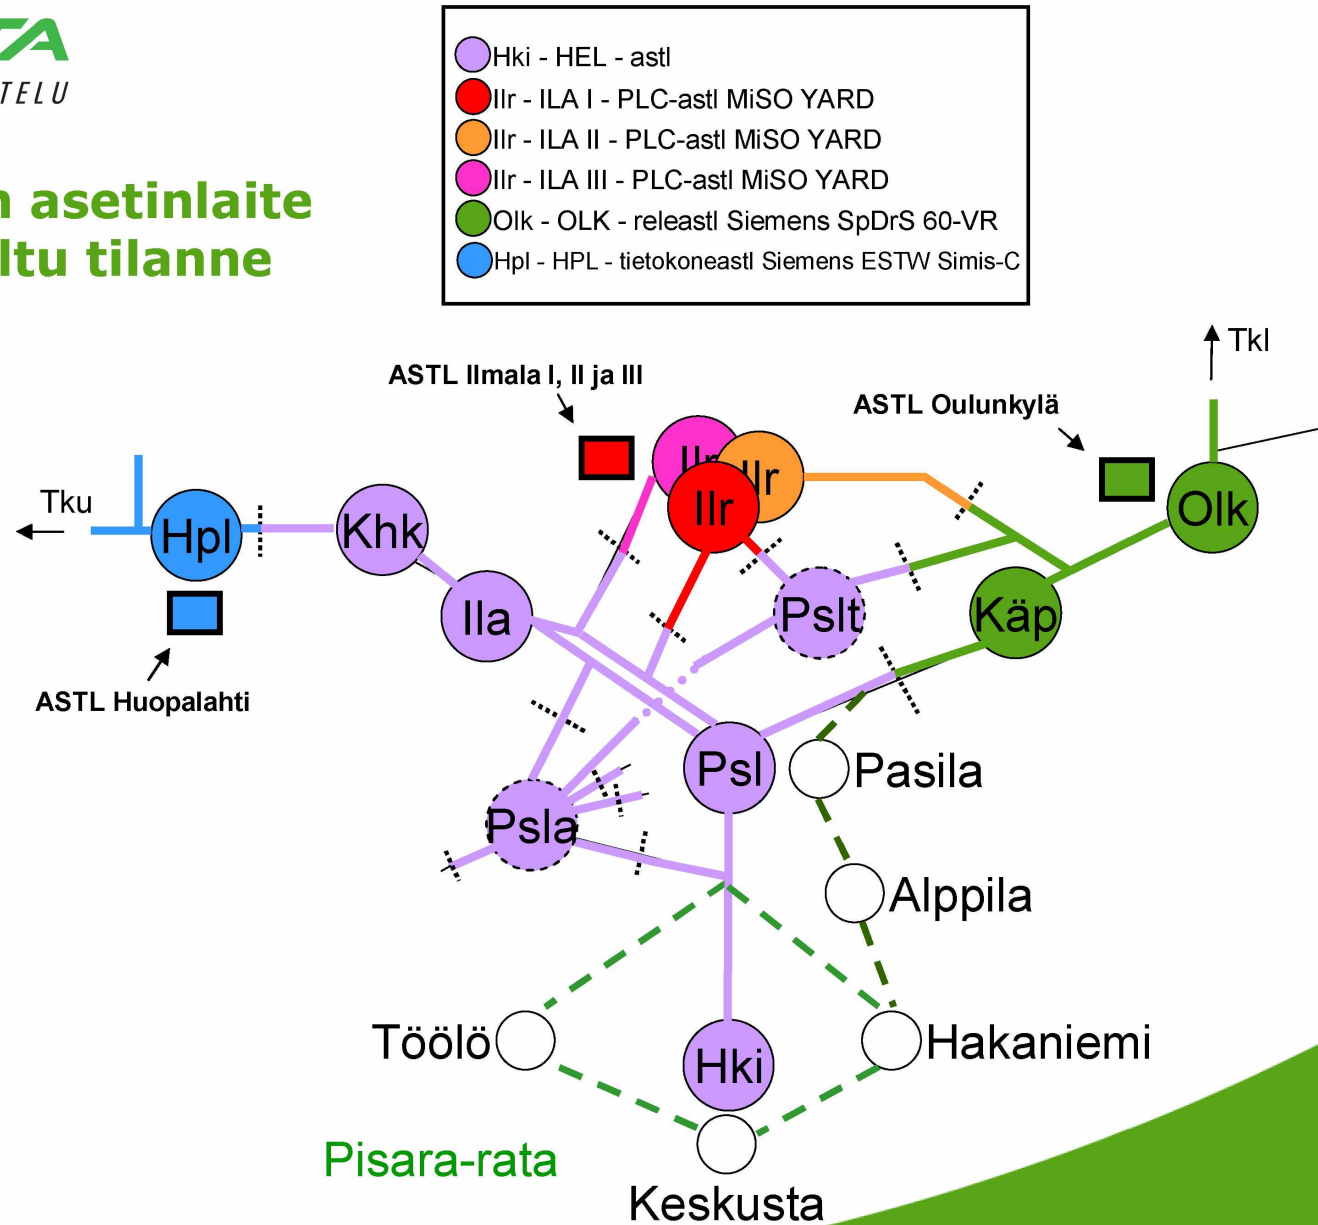 TA
TELU
n asetinlaite
ltu tilanne
Hki - HEL - astl
Ilr - ILA I - PLC-astl MiSO YARD
Ilr - ILA II - PLC-astl MiSO YARD
Ilr - ILA III - PLC-astl MiSO YARD
Olk - OLK - releastl Siemens SpDrS 60-VR
Hpl - HPL - tietokoneastl Siemens ESTW Simis-C
Tkl
ASTL Ilmala I, II ja III
ASTL Oulunkylä
Ilr
Ilr
Ilr
Tku
Hpl
Khk
Olk
Ila
Pslt
Käp
ASTL Huopalahti
Psl
Pasila
Psla
Alppila
Töölö
Hakaniemi
Hki
Pisara-rata
Keskusta